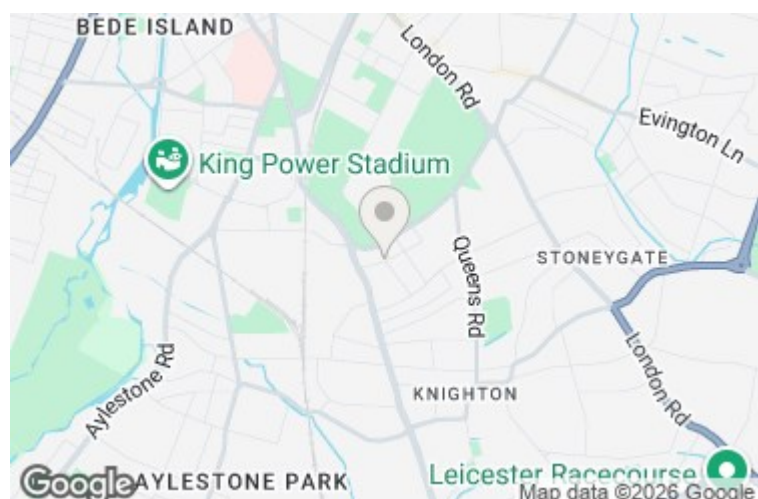 BEDE ISLAND
London Rd
Evington Ln
King Power Stadium
Queens Rd
STONEYGATE
London Rd
Aylestone Rd
KNIGHTON
Leicester Racecourse
Google
AYLESTONE PARK
Map data ©2026 Google